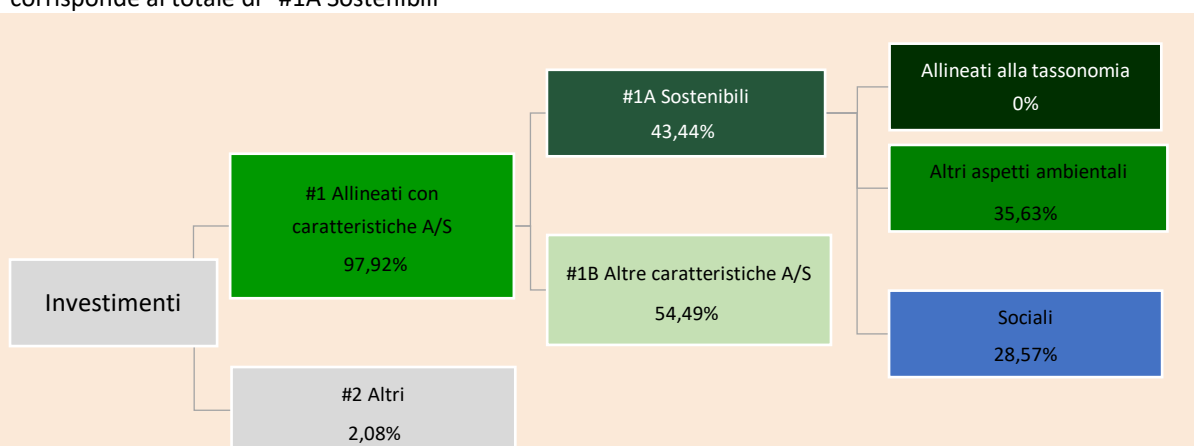 corrisponde al totale di "#1A Sostenibili"
Investimenti
#1 Allineati con
caratteristiche A/S
97,92%
#2 Altri
2,08%
#1A Sostenibili
43,44%
#1B Altre caratteristiche A/S
54,49%
Allineati alla tassonomia
0%
Altri aspetti ambientali
35,63%
Sociali
28,57%